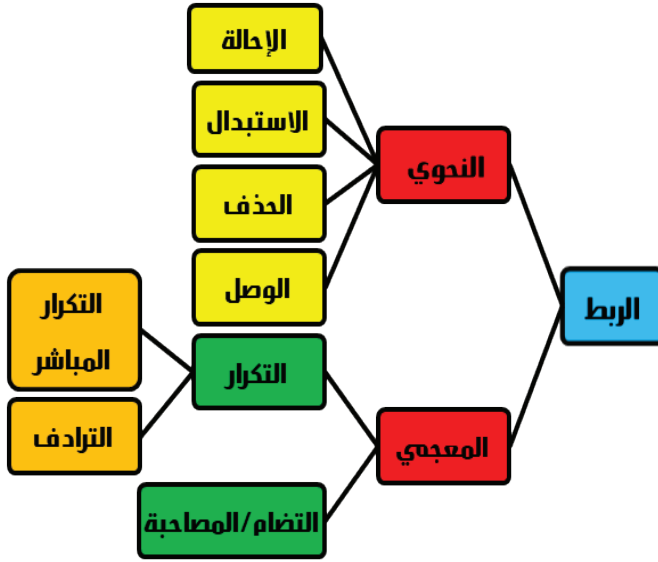 الربط
النحوي
الإحالة
الاستبدال
الحذف
الوصل
المعجمي
التكرار
التكرار
المباشر
الترادف
التضام/المصاحبة